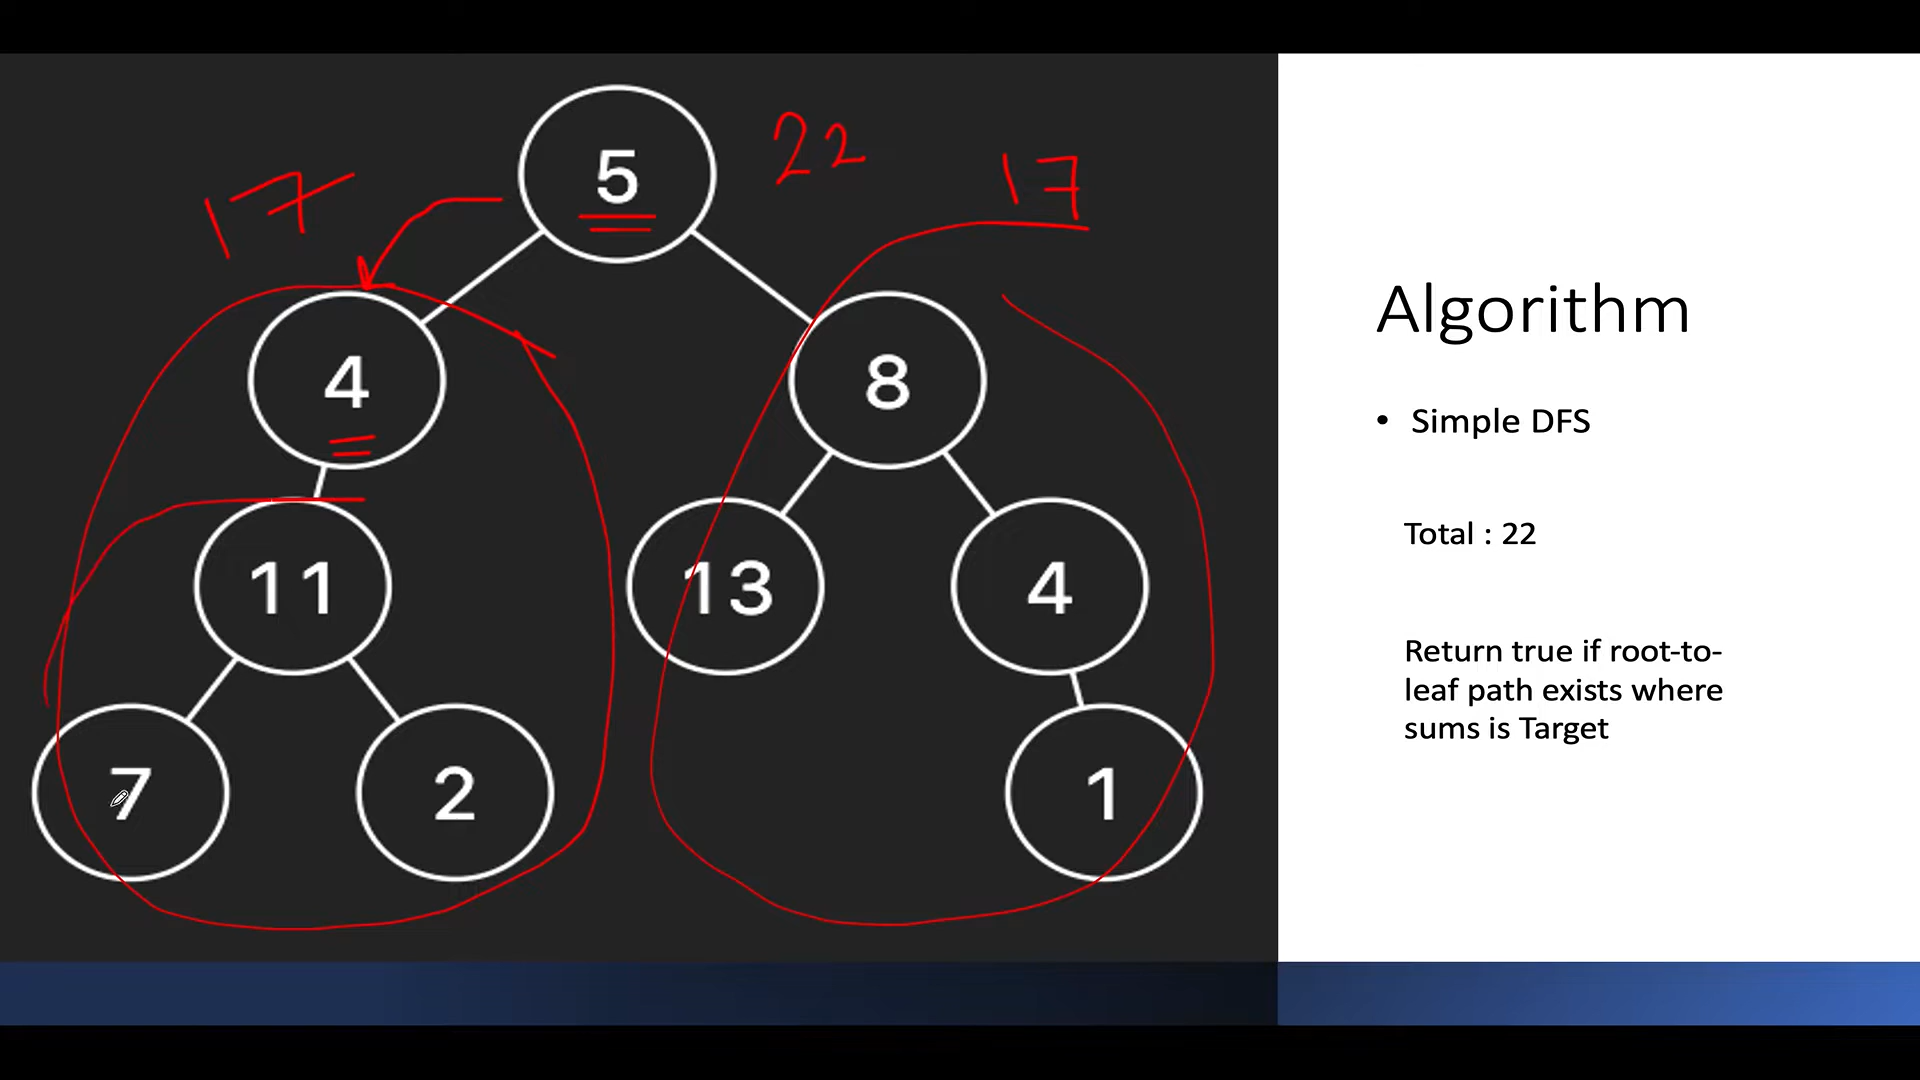 5
22
17
17
4
8
11
13
4
7
2
1
Algorithm
• Simple DFS
Total : 22
Return true if root-to-
leaf path exists where
sums is Target